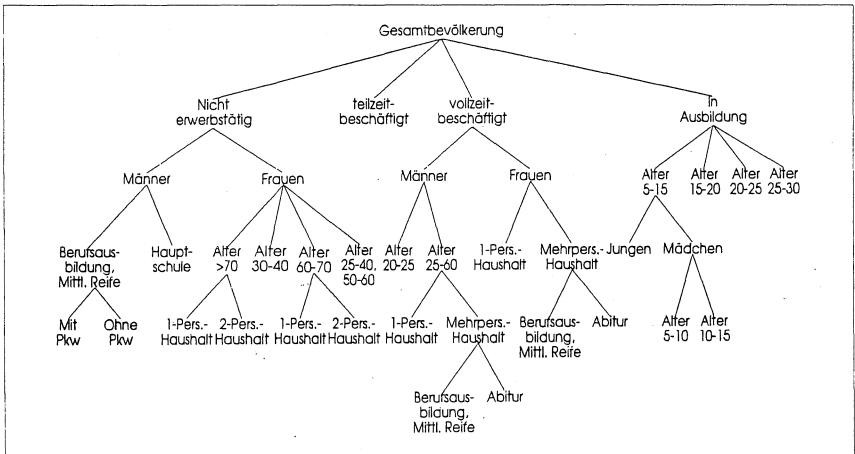 Gesamtbevölkerung
Nicht
erwerbstätig
teilzeit-
beschäftigt
vollzeit-
beschäftigt
in
Ausbildung
Männer
Frauen
Männer
Frauen
Alter
5-15
Alter
15-20
Alter
20-25
Alter
25-30
Berufsaus-
bildung,
Mittl. Reife
Haupt-
schule
Alter
>70
Alter
30-40
Alter
60-70
Alter
25-40,
50-60
Alter
20-25
Alter
25-60
1-Pers.-
Haushalt
Mehrpers.-
Haushalt
Jungen
Mädchen
Mit
Pkw
Ohne
Pkw
1-Pers.-
Haushalt
2-Pers.-
Haushalt
1-Pers.-
Haushalt
2-Pers.-
Haushalt
1-Pers.-
Haushalt
Mehrpers.-
Haushalt
Berufsaus-
bildung,
Mittl. Reife
Abitur
Alter
5-10
Alter
10-15
Berufsaus-
bildung,
Mittl. Reife
Abitur